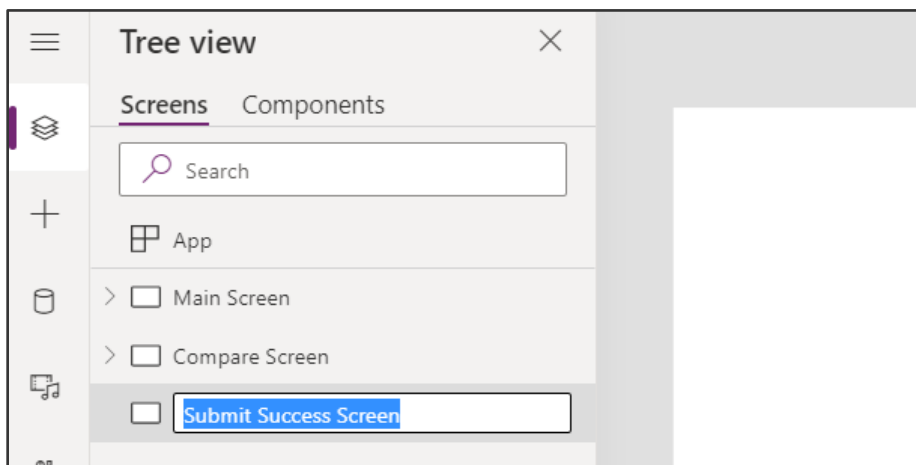 Tree view
Screens Components
Search
App
Main Screen
Compare Screen
Submit Success Screen